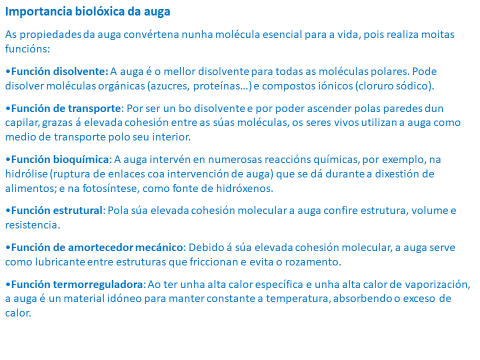 Importancia biolóxica da auga
As propiedades da auga convértena nunha molécula esencial para a vida, pois realiza moitas
funcións:
•Función disolvente: A auga é o mellor disolvente para todas as moléculas polares. Pode
disolver moléculas orgánicas (azucres, proteínas…) e compostos iónicos (cloruro sódico).
•Función de transporte: Por ser un bo disolvente e por poder ascender polas paredes dun
capilar, grazas á elevada cohesión entre as súas moléculas, os seres vivos utilizan a auga como
medio de transporte polo seu interior.
•Función bioquímica: A auga intervén en numerosas reaccións químicas, por exemplo, na
hidrólise (ruptura de enlaces coa intervención de auga) que se dá durante a dixestión de
alimentos; e na fotosíntese, como fonte de hidróxenos.
•Función estrutural: Pola súa elevada cohesión molecular a auga confire estrutura, volume e
resistencia.
•Función de amortecedor mecánico: Debido á súa elevada cohesión molecular, a auga serve
como lubricante entre estruturas que friccionan e evita o rozamento.
•Función termorreguladora: Ao ter unha alta calor específica e unha alta calor de vaporización,
a auga é un material idóneo para manter constante a temperatura, absorbendo o exceso de
calor.